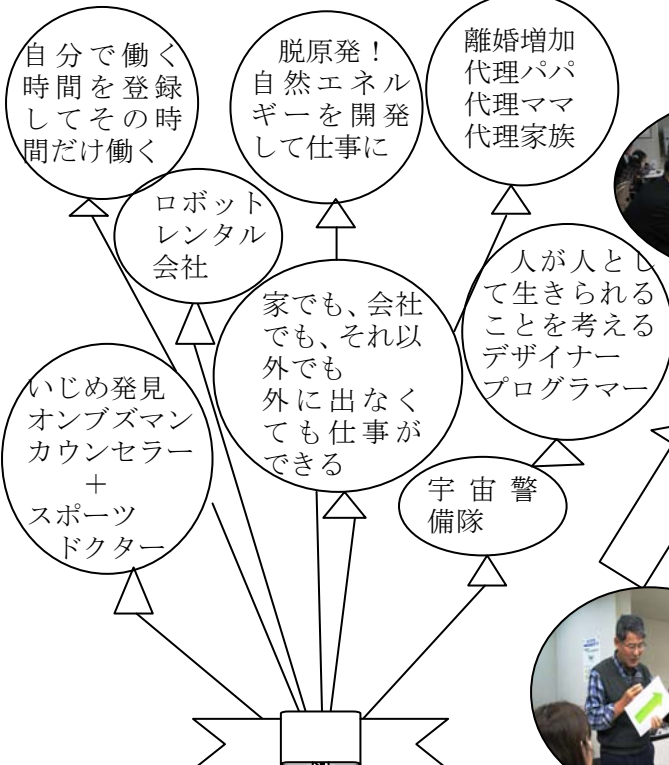 自分で働く
時間を登録
してその時
間だけ働く
脱原発！
自然エネル
ギーを開発
して仕事に
離婚増加
代理パパ
代理ママ
代理家族
ロボット
レンタル
会社
家でも、会社
でも、それ以
外でも
外に出なく
ても仕事が
できる
人が人とし
て生きられる
ことを考える
デザイナー
プログラマー
いじめ発見
オンブズマン
カウンセラー
＋
スポーツ
ドクター
宇宙警
備隊